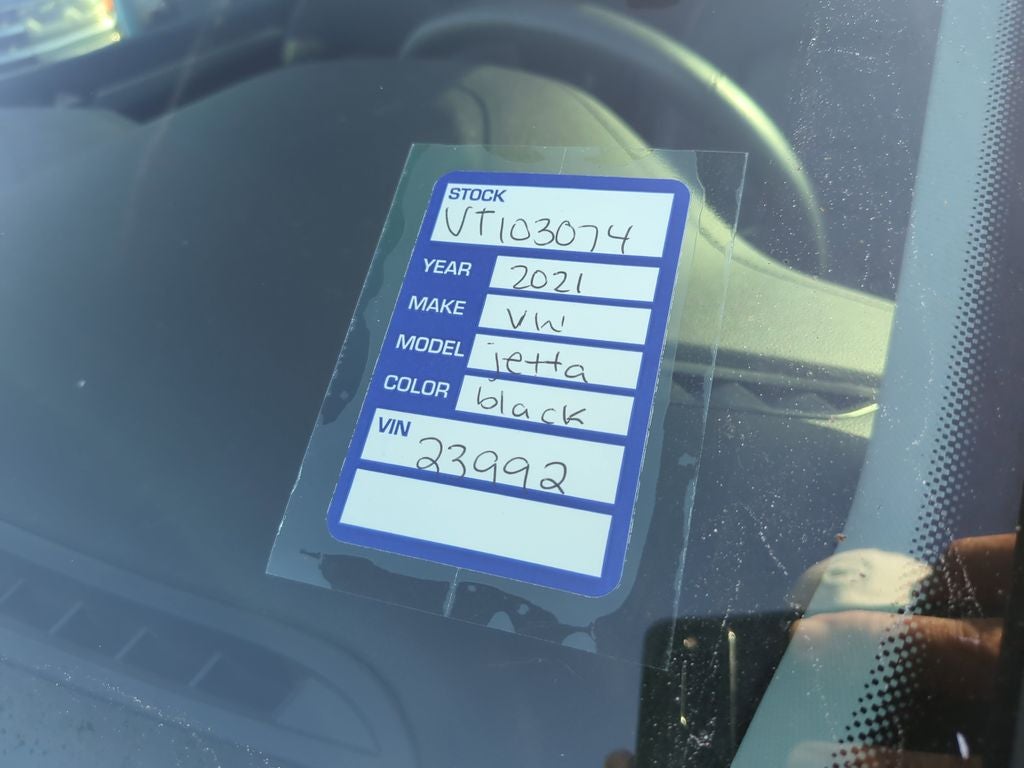 STOCK
VT103074
YEAR 2021
MAKE VW
MODEL jetta
COLOR black
VIN
23992